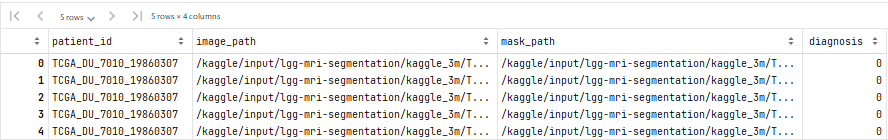 5 rows 5 rows × 4 columns
patient_id image_path mask_path diagnosis
0 TCGA_DU_7010_19860307 /kaggle/input/lgg-mri-segmentation/kaggle_3m/T... /kaggle/input/lgg-mri-segmentation/kaggle_3m/T... 0
1 TCGA_DU_7010_19860307 /kaggle/input/lgg-mri-segmentation/kaggle_3m/T... /kaggle/input/lgg-mri-segmentation/kaggle_3m/T... 0
2 TCGA_DU_7010_19860307 /kaggle/input/lgg-mri-segmentation/kaggle_3m/T... /kaggle/input/lgg-mri-segmentation/kaggle_3m/T... 0
3 TCGA_DU_7010_19860307 /kaggle/input/lgg-mri-segmentation/kaggle_3m/T... /kaggle/input/lgg-mri-segmentation/kaggle_3m/T... 0
4 TCGA_DU_7010_19860307 /kaggle/input/lgg-mri-segmentation/kaggle_3m/T... /kaggle/input/lgg-mri-segmentation/kaggle_3m/T... 0